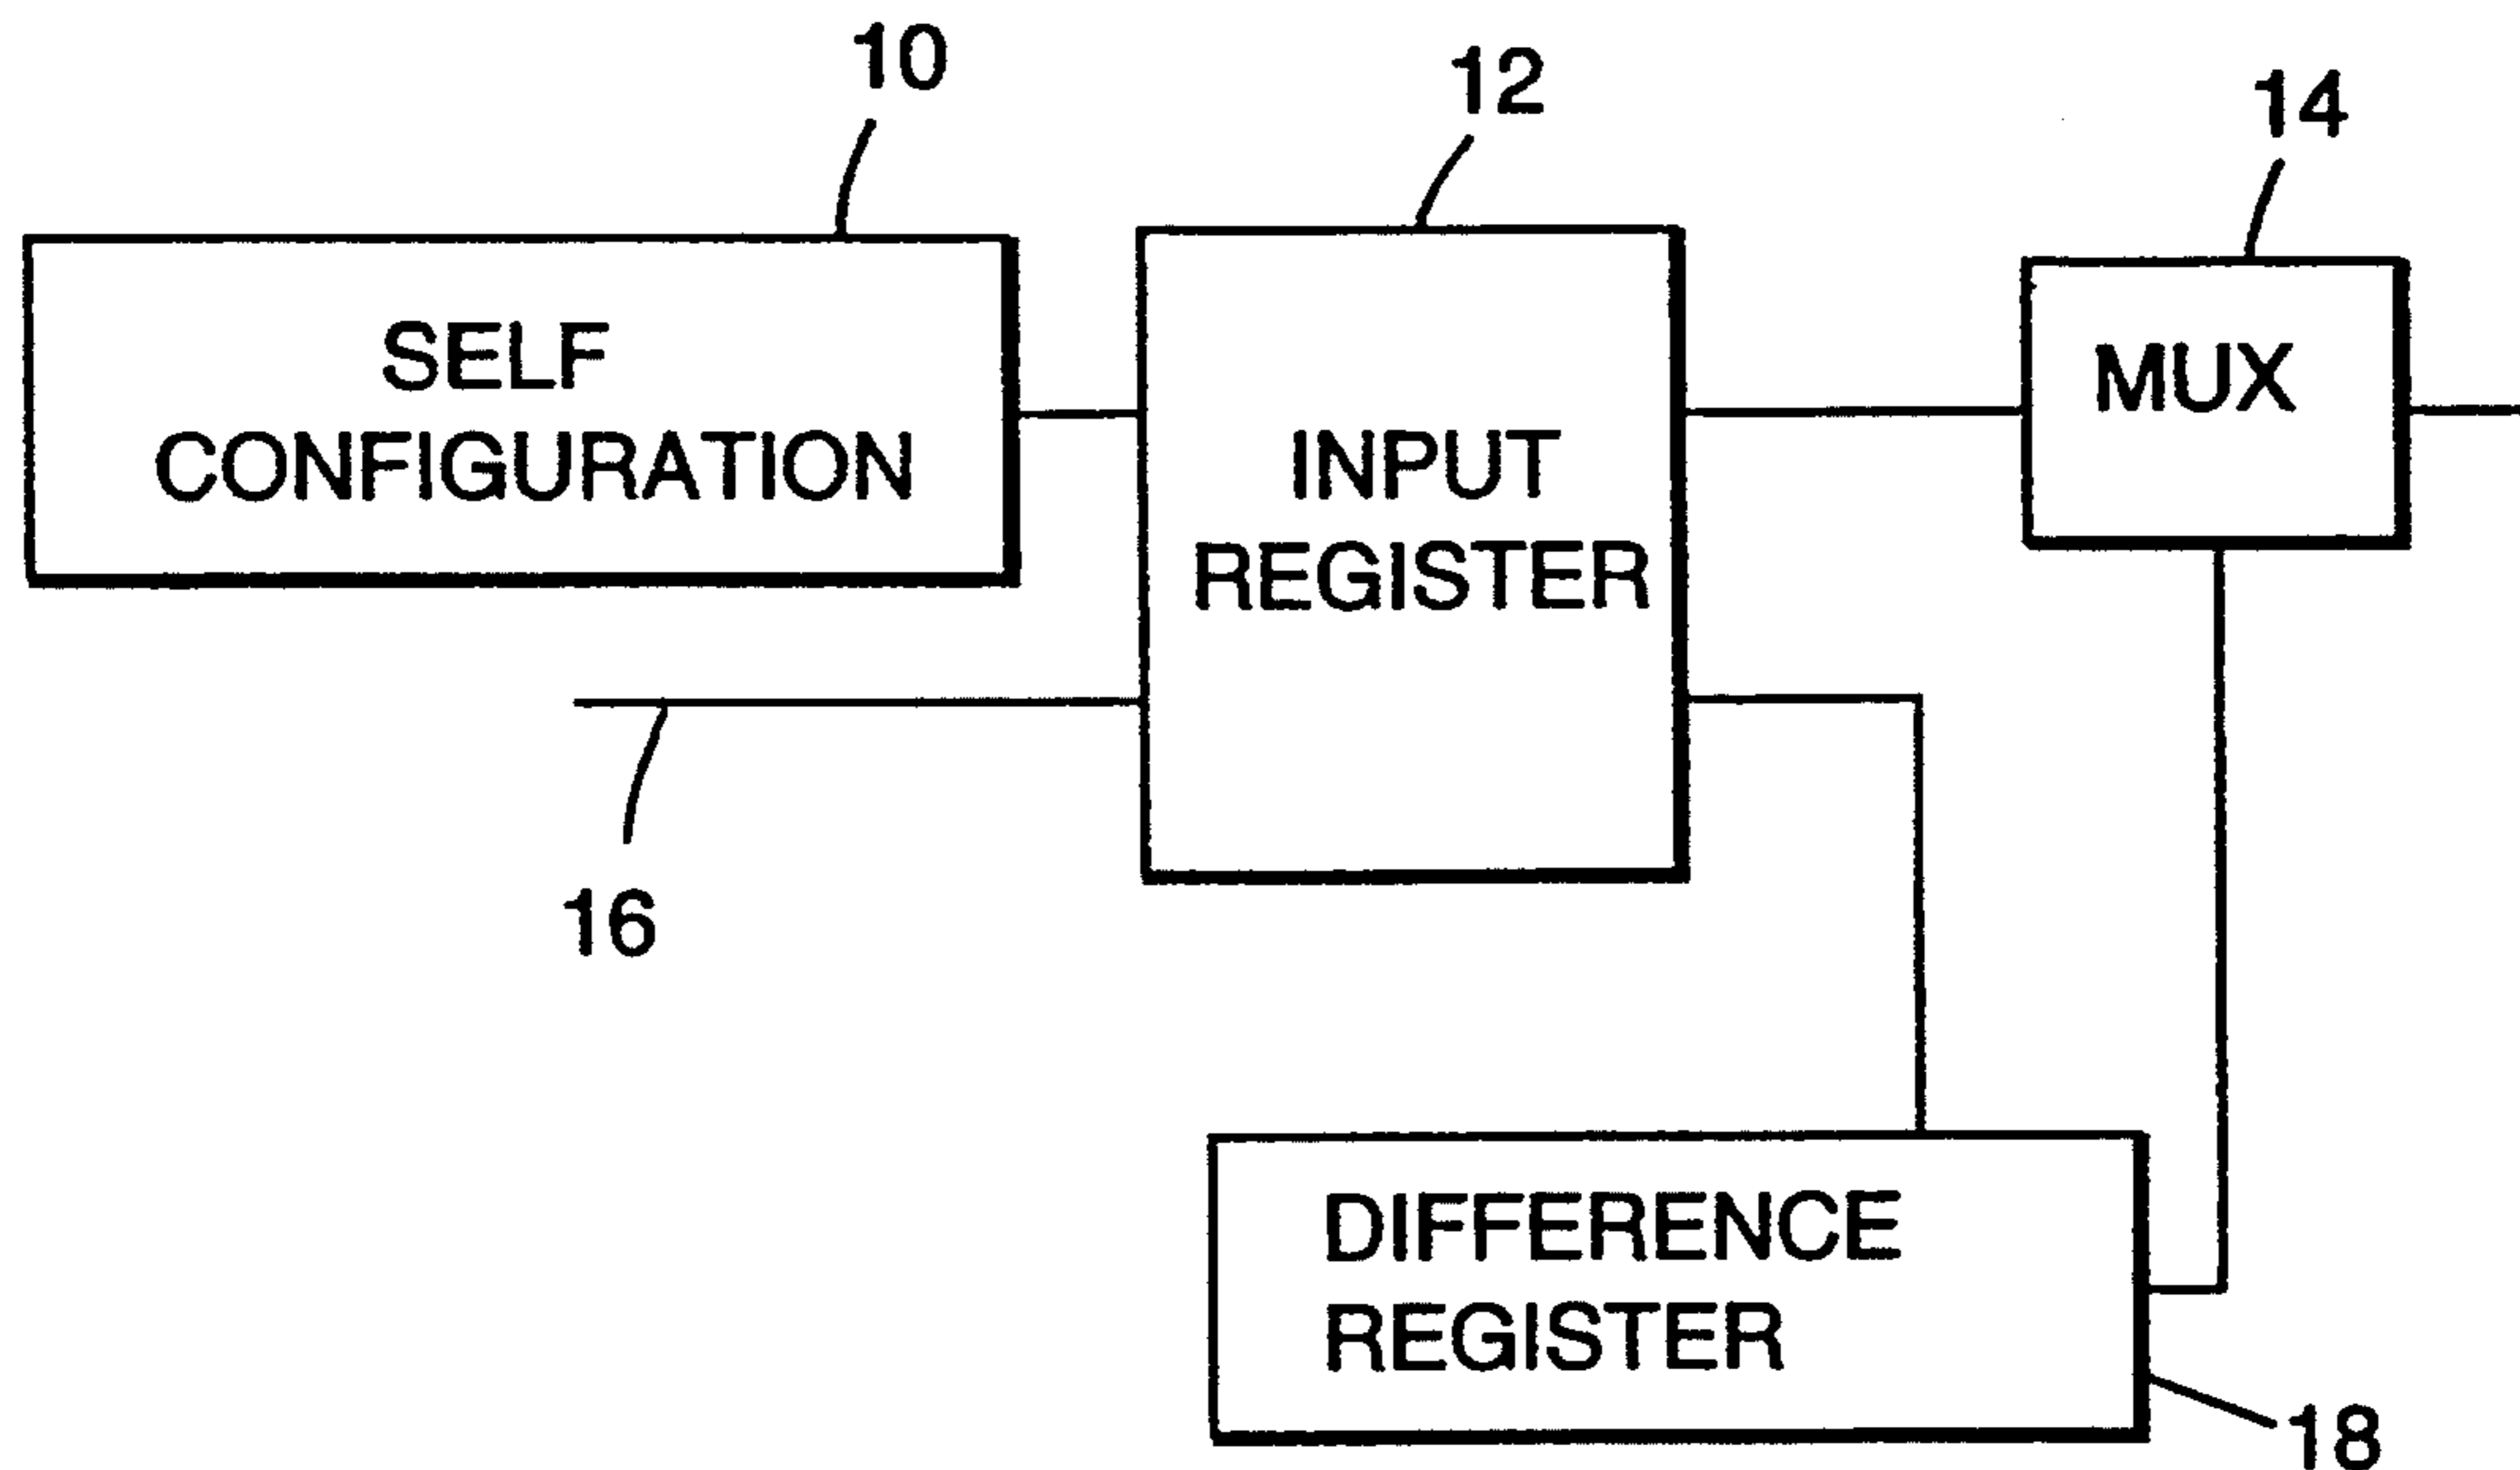 10
12
14
SELF
CONFIGURATION
INPUT
REGISTER
MUX
16
DIFFERENCE
REGISTER
18